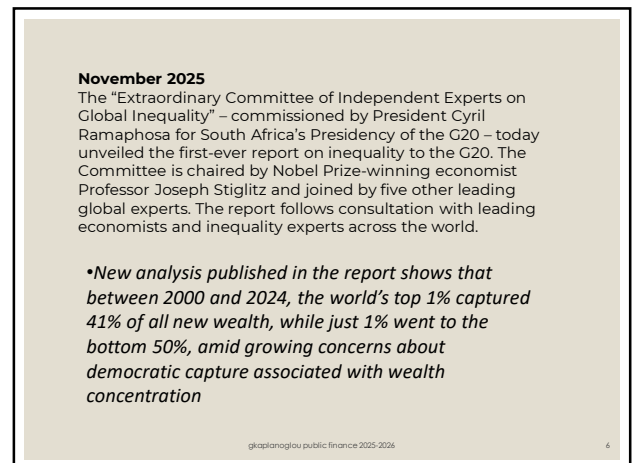 November 2025
The “Extraordinary Committee of Independent Experts on
Global Inequality” – commissioned by President Cyril
Ramaphosa for South Africa’s Presidency of the G20 – today
unveiled the first-ever report on inequality to the G20. The
Committee is chaired by Nobel Prize-winning economist
Professor Joseph Stiglitz and joined by five other leading
global experts. The report follows consultation with leading
economists and inequality experts across the world.
•New analysis published in the report shows that
between 2000 and 2024, the world’s top 1% captured
41% of all new wealth, while just 1% went to the
bottom 50%, amid growing concerns about
democratic capture associated with wealth
concentration
gkaplanoglou public finance 2025-2026
6